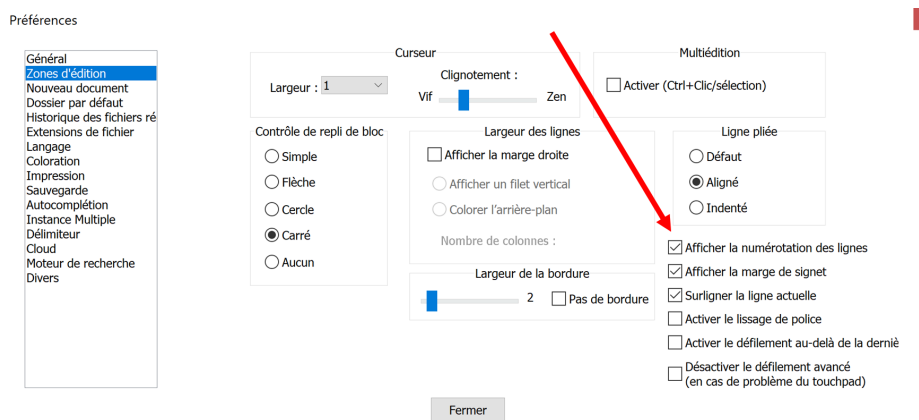 Préférences
Général
Zones d'édition
Nouveau document
Dossier par défaut
Historique des fichiers ré
Extensions de fichier
Langage
Coloration
Impression
Sauvegarde
Autocomplétion
Instance Multiple
Délimiteur
Cloud
Moteur de recherche
Divers
Curseur
Largeur : 1
Clignotement :
Vif Zen
Multiédition
Activer (Ctrl+Clic/sélection)
Contrôle de repli de bloc
Simple
Flèche
Cercle
Carré
Aucun
Largeur des lignes
Afficher la marge droite
Afficher un filet vertical
Colorer l'arrière-plan
Nombre de colonnes :
Largeur de la bordure
2 Pas de bordure
Ligne pliée
Défaut
Aligné
Indenté
Afficher la numérotation des lignes
Afficher la marge de signet
Surligner la ligne actuelle
Activer le lissage de police
Activer le défilement au-delà de la derniè
Désactiver le défilement avancé
(en cas de problème du touchpad)
Fermer